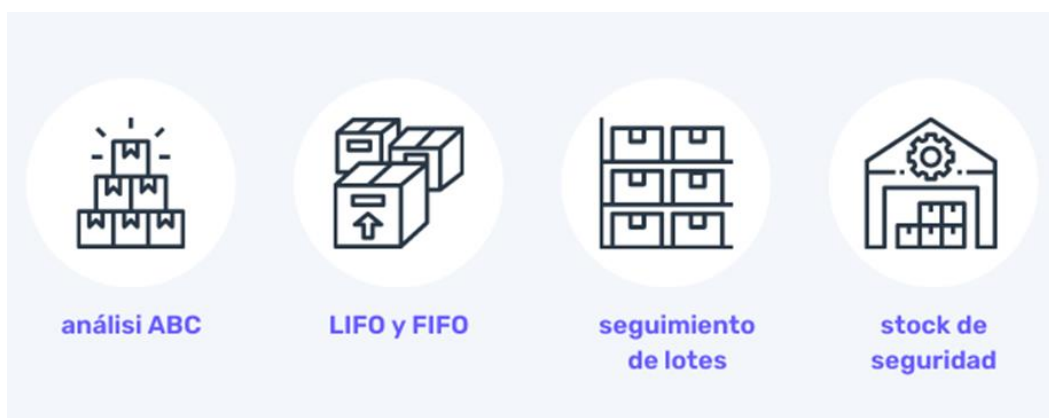 análisi ABC
LIFO y FIFO
seguimiento
de lotes
stock de
seguridad